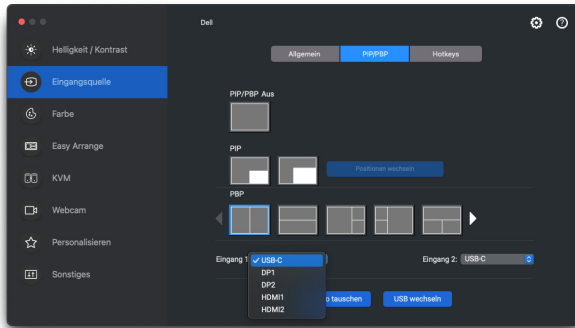 Dell
Helligkeit / Kontrast
Allgemein
PIP/PBP
Hotkeys
Eingangsquelle
PIP/PBP Aus
Farbe
Easy Arrange
PIP
Positionen wechseln
KVM
PBP
Webcam
Personalisieren
Eingang 1
✓ USB-C
Eingang 2:
USB-C
DP1
DP2
Sonstiges
HDMI1
o tauschen
USB wechseln
HDMI2